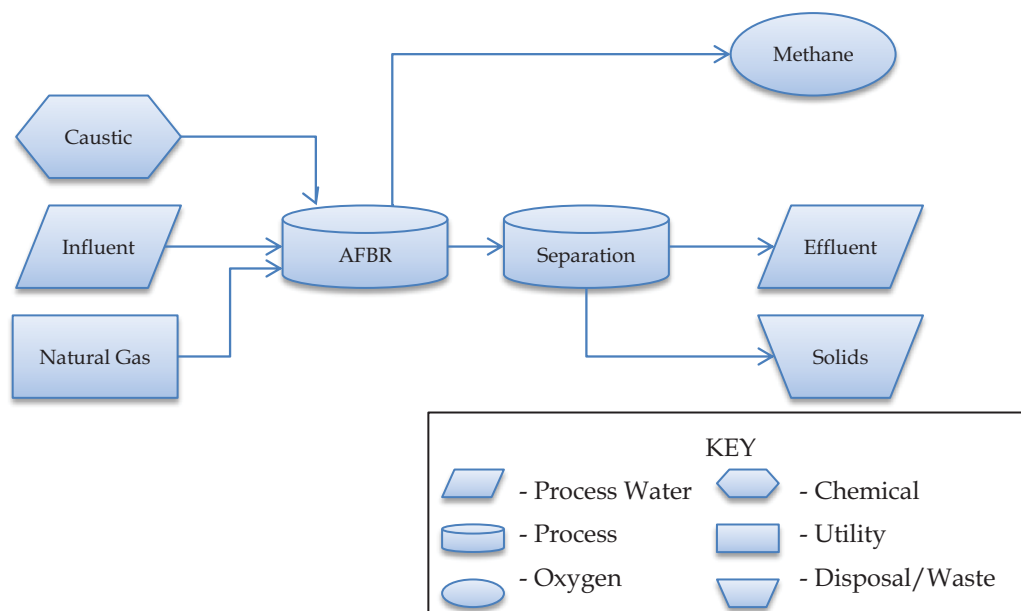 Methane
Caustic
Influent
AFBR
Separation
Effluent
Natural Gas
Solids
KEY
- Process Water
- Chemical
- Process
- Utility
- Oxygen
- Disposal/Waste